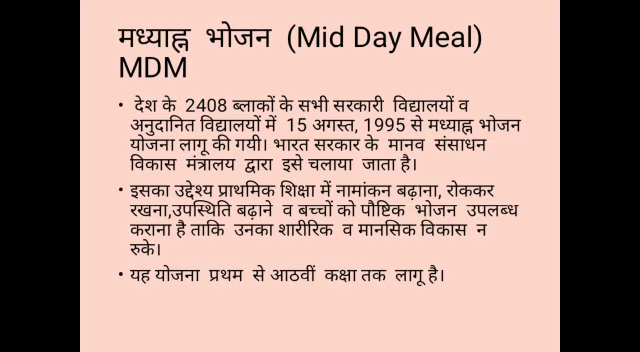 मध्याह्न भोजन (Mid Day Meal)
MDM
• देश के 2408 ब्लाकों के सभी सरकारी विद्यालयों व
अनुदानित विद्यालयों में 15 अगस्त, 1995 से मध्याह्न भोजन
योजना लागू की गयी। भारत सरकार के मानव संसाधन
विकास मंत्रालय द्वारा इसे चलाया जाता है।
• इसका उद्देश्य प्राथमिक शिक्षा में नामांकन बढ़ाना, रोककर
रखना,उपस्थिति बढ़ाने व बच्चों को पौष्टिक भोजन उपलब्ध
कराना है ताकि उनका शारीरिक व मानसिक विकास न
रुके।
• यह योजना प्रथम से आठवीं कक्षा तक लागू है।